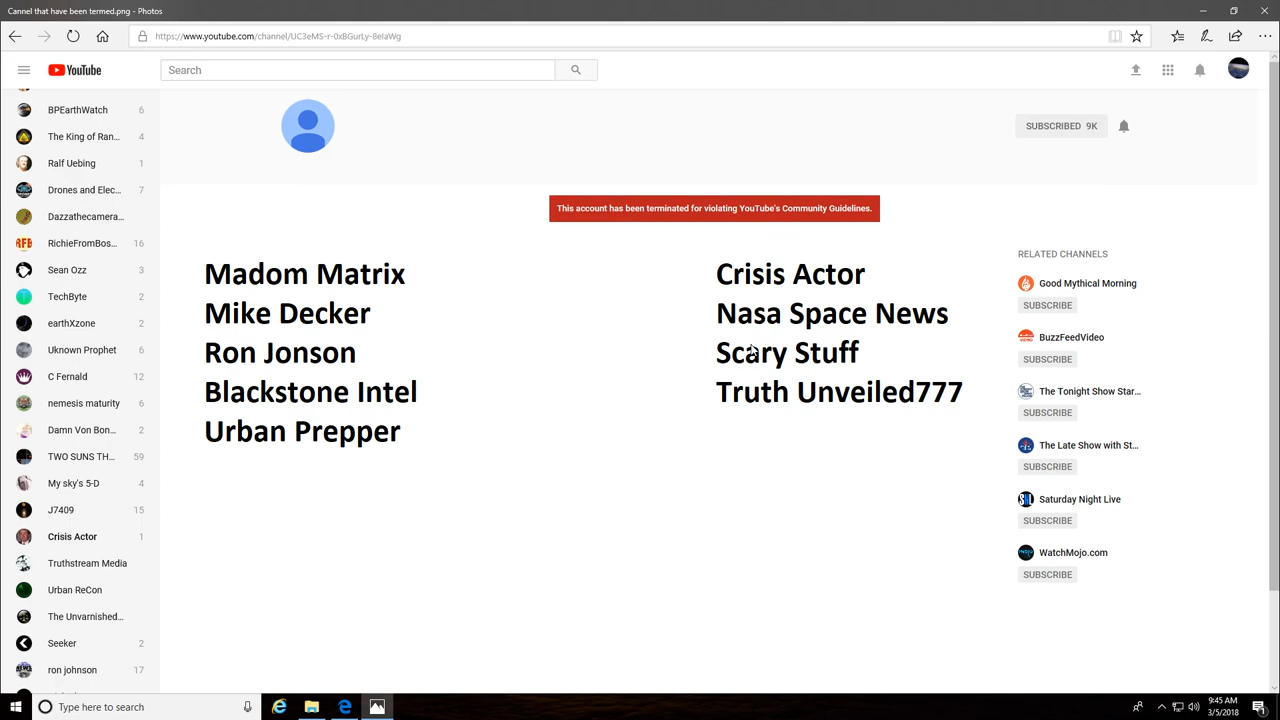 Cannel that have been termed.png - Photos
https://www.youtube.com/channel/UC3eMS-r-0xBGurLy-8eIaWg
YouTube
Search
BPEarthWatch 6
The King of Ran... 4
Ralf Uebing 1
Drones and Elec... 7
Dazzathecamera...
RichieFromBos... 16
Sean Ozz 3
TechByte 2
earthXzone 2
Uknown Prophet 6
C Fernald 12
nemesis maturity 6
Damn Von Bon... 2
TWO SUNS TH... 59
My sky's 5-D 4
J7409 15
Crisis Actor 1
Truthstream Media
Urban ReCon
The Unvarnished...
Seeker 2
ron johnson 17
SUBSCRIBED 9K
This account has been terminated for violating YouTube's Community Guidelines.
Madom Matrix
Mike Decker
Ron Jonson
Blackstone Intel
Urban Prepper
Crisis Actor
Nasa Space News
Scary Stuff
Truth Unveiled777
RELATED CHANNELS
Good Mythical Morning
SUBSCRIBE
BuzzFeedVideo
SUBSCRIBE
The Tonight Show Star...
SUBSCRIBE
The Late Show with St...
SUBSCRIBE
Saturday Night Live
SUBSCRIBE
WatchMojo.com
SUBSCRIBE
Type here to search
9:45 AM
3/5/2018